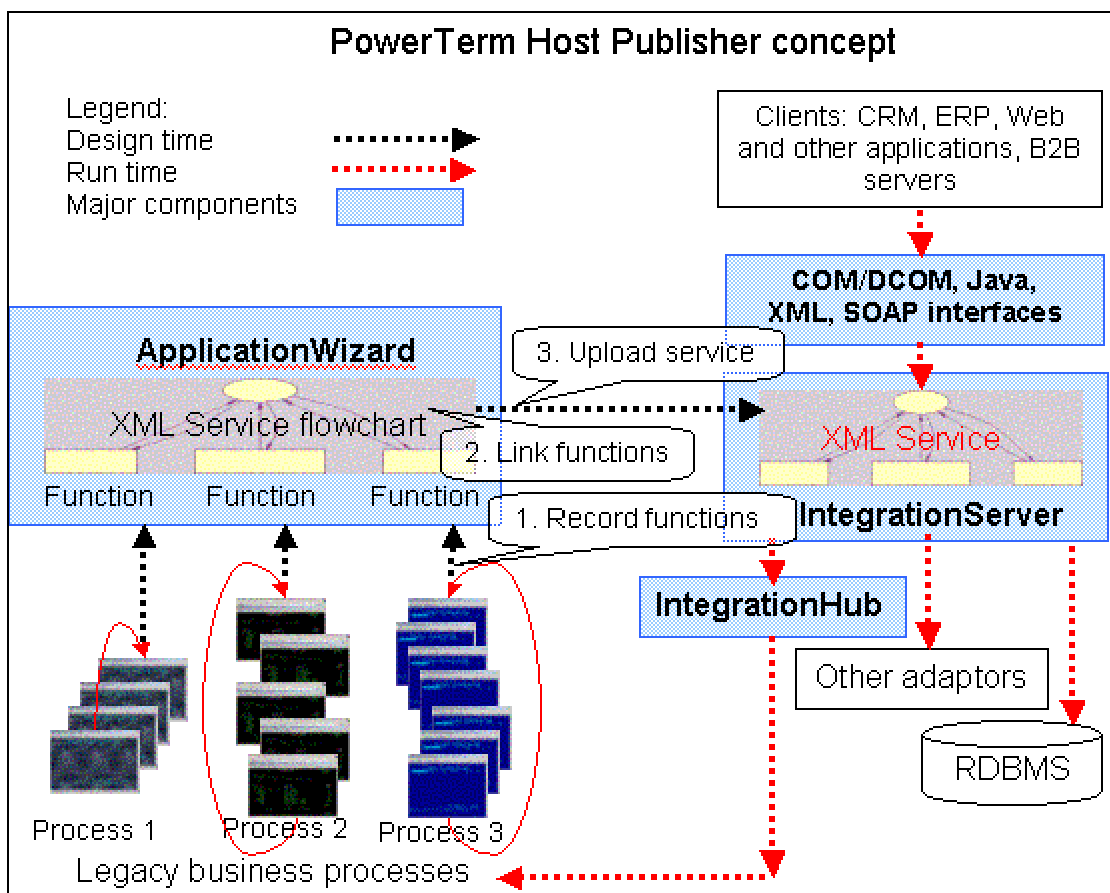 PowerTerm Host Publisher concept
Legend:
Design time
Run time
Major components
Clients: CRM, ERP, Web
and other applications, B2B
servers
COM/DCOM, Java,
XML, SOAP interfaces
ApplicationWizard
3. Upload service
XML Service flowchart
2. Link functions
XML Service
Function
Function
Function
1. Record functions
IntegrationServer
IntegrationHub
Other adaptors
RDBMS
Process 1
Process 2
Process 3
Legacy business processes